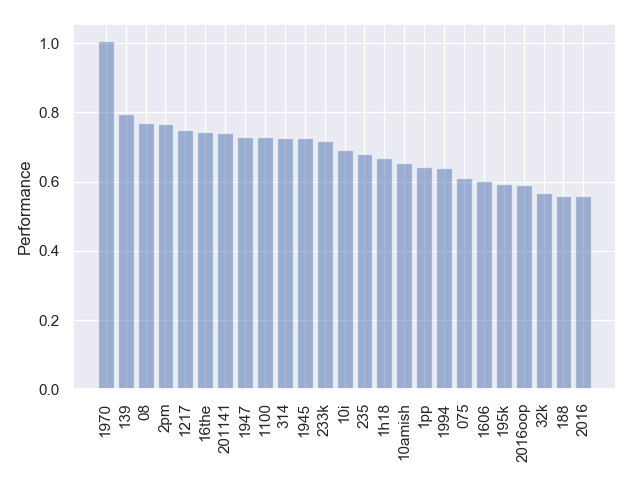 1.0
0.8
0.6
0.4
0.2
0.0
Performance
1970
139
08
2pm
1217
16the
201141
1947
1100
314
1945
233k
10i
235
1h18
10amish
1pp
1994
075
1606
195k
2016oop
32k
188
2016